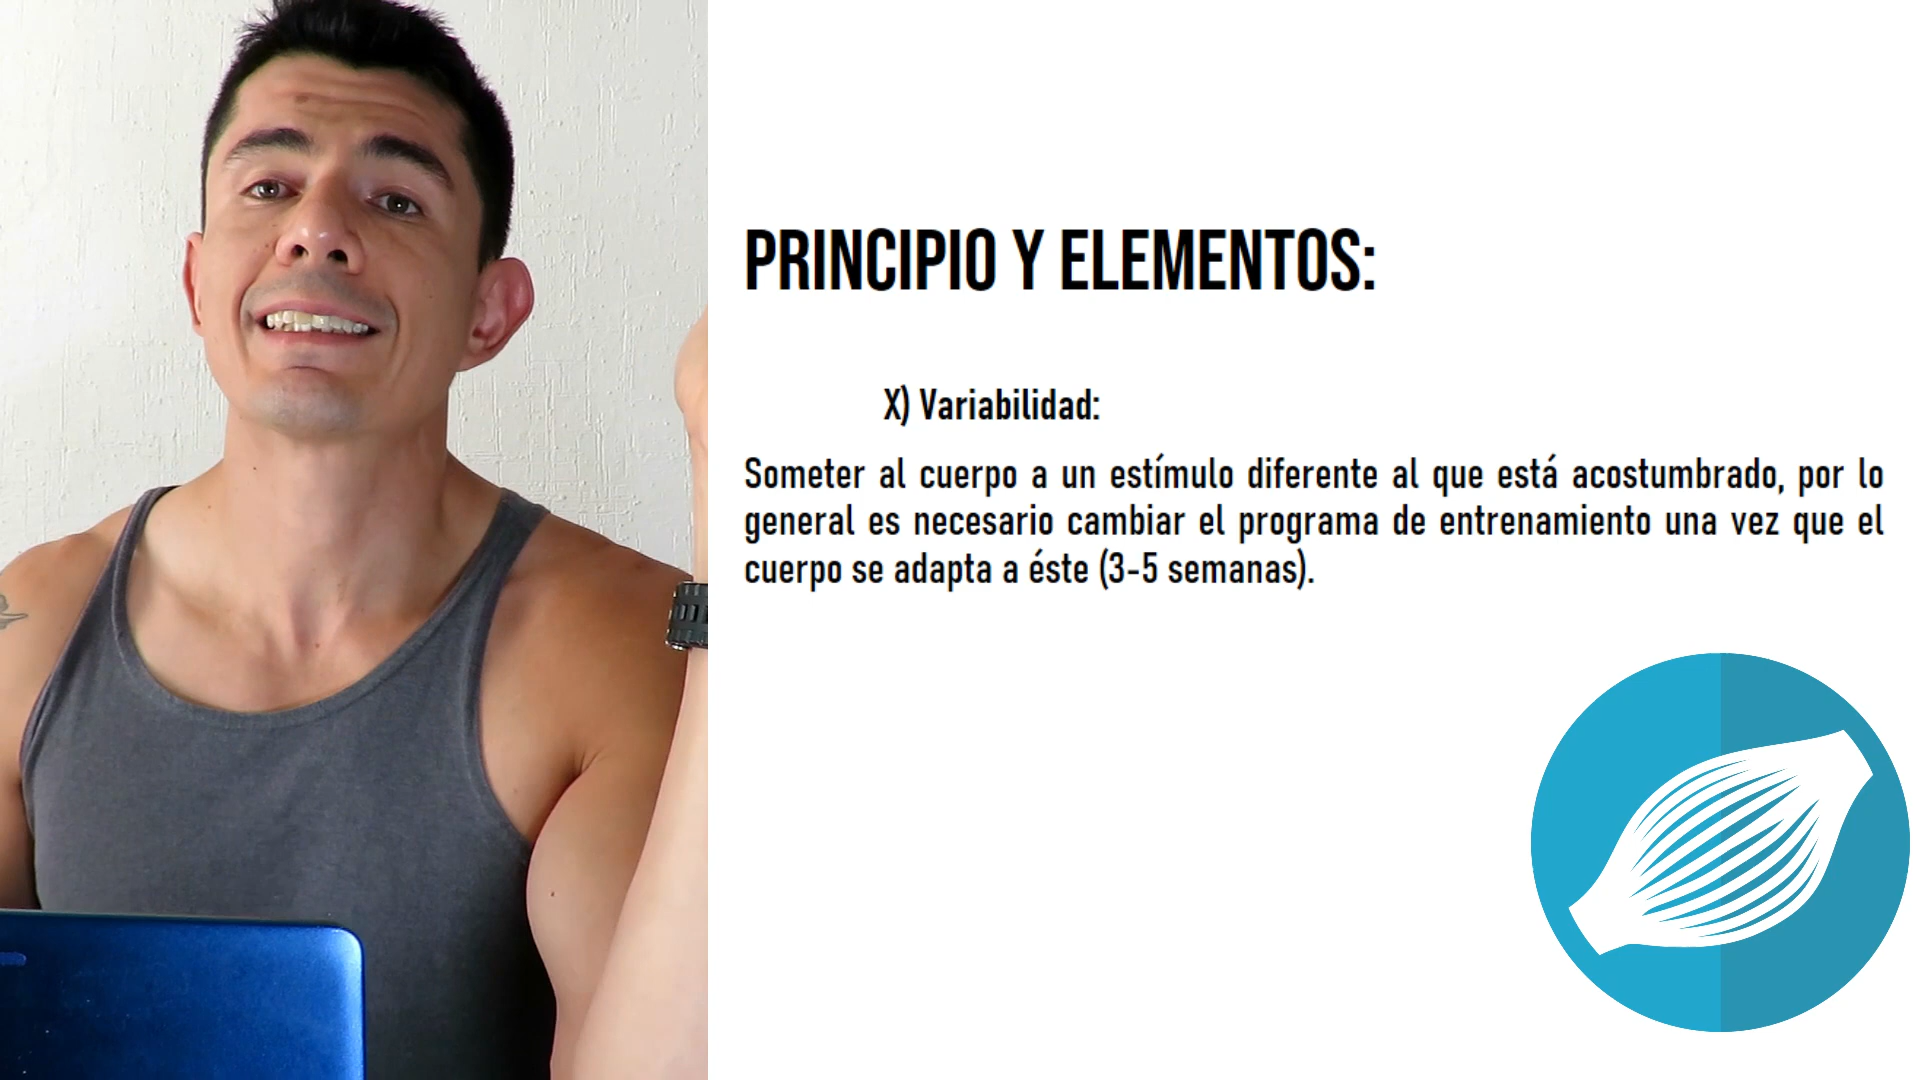 PRINCIPIO Y ELEMENTOS:
X) Variabilidad:
Someter al cuerpo a un estímulo diferente al que está acostumbrado, por lo
general es necesario cambiar el programa de entrenamiento una vez que el
cuerpo se adapta a éste (3-5 semanas).